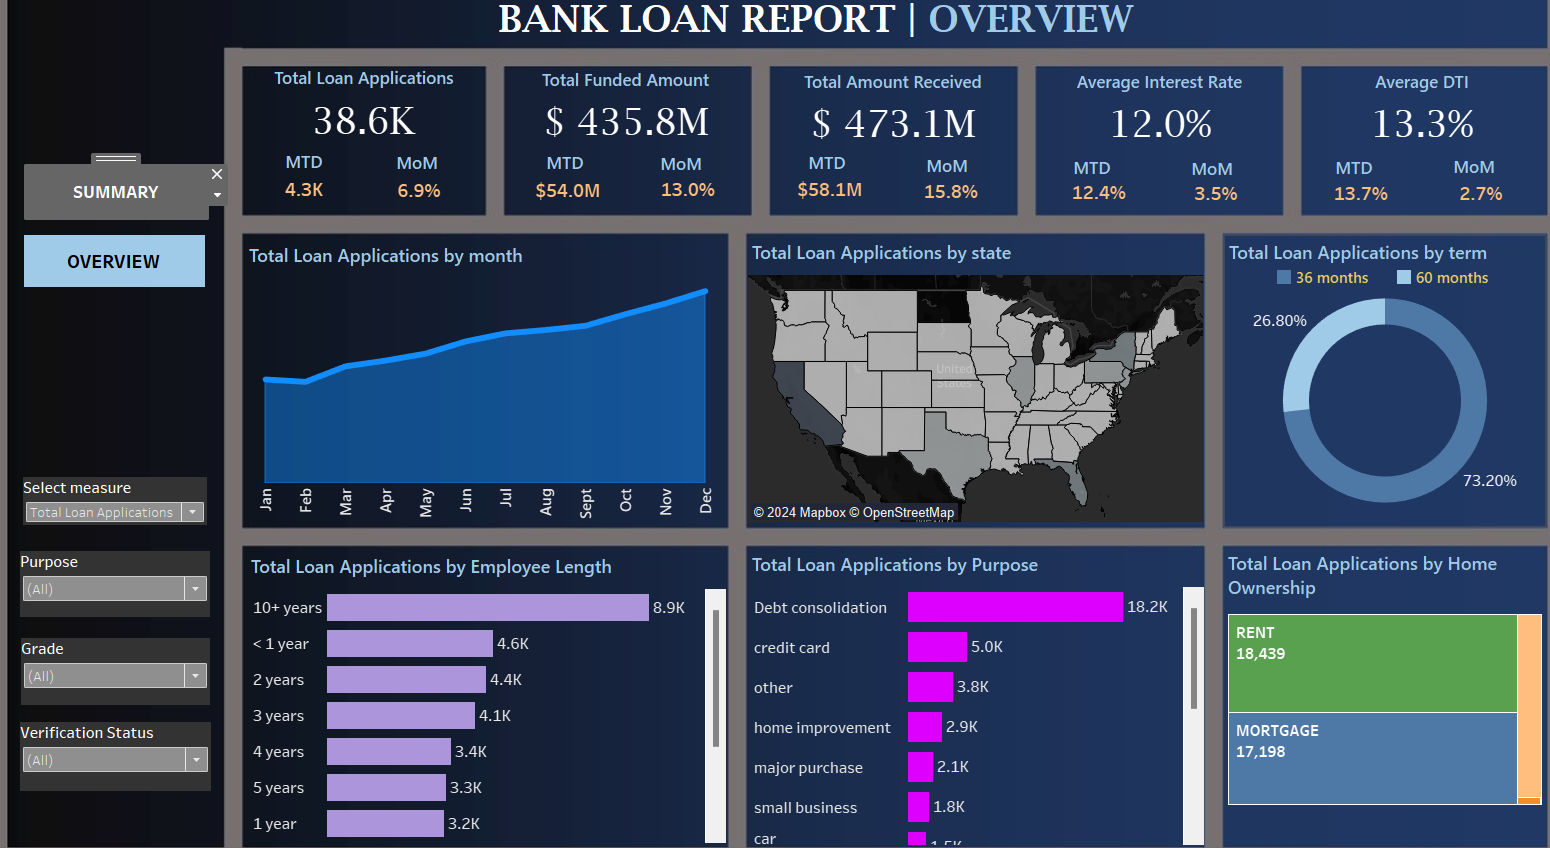 BANK LOAN REPORT | OVERVIEW
Total Loan Applications
38.6K
MTD MoM
4.3K 6.9%
Total Funded Amount
$ 435.8M
MTD MoM
$54.0M 13.0%
Total Amount Received
$ 473.1M
MTD MoM
$58.1M 15.8%
Average Interest Rate
12.0%
MTD MoM
12.4% 3.5%
Average DTI
13.3%
MTD MoM
13.7% 2.7%
SUMMARY
OVERVIEW
Select measure
Total Loan Applications
Purpose
(All)
Grade
(All)
Verification Status
(All)
Total Loan Applications by month
Jan
Feb
Mar
Apr
May
Jun
Jul
Aug
Sept
Oct
Nov
Dec
Total Loan Applications by state
United
States
© 2024 Mapbox © OpenStreetMap
Total Loan Applications by term
36 months 60 months
26.80%
73.20%
Total Loan Applications by Employee Length
10+ years 8.9K
< 1 year 4.6K
2 years 4.4K
3 years 4.1K
4 years 3.4K
5 years 3.3K
1 year 3.2K
Total Loan Applications by Purpose
Debt consolidation 18.2K
credit card 5.0K
other 3.8K
home improvement 2.9K
major purchase 2.1K
small business 1.8K
car
Total Loan Applications by Home
Ownership
RENT
18,439
MORTGAGE
17,198